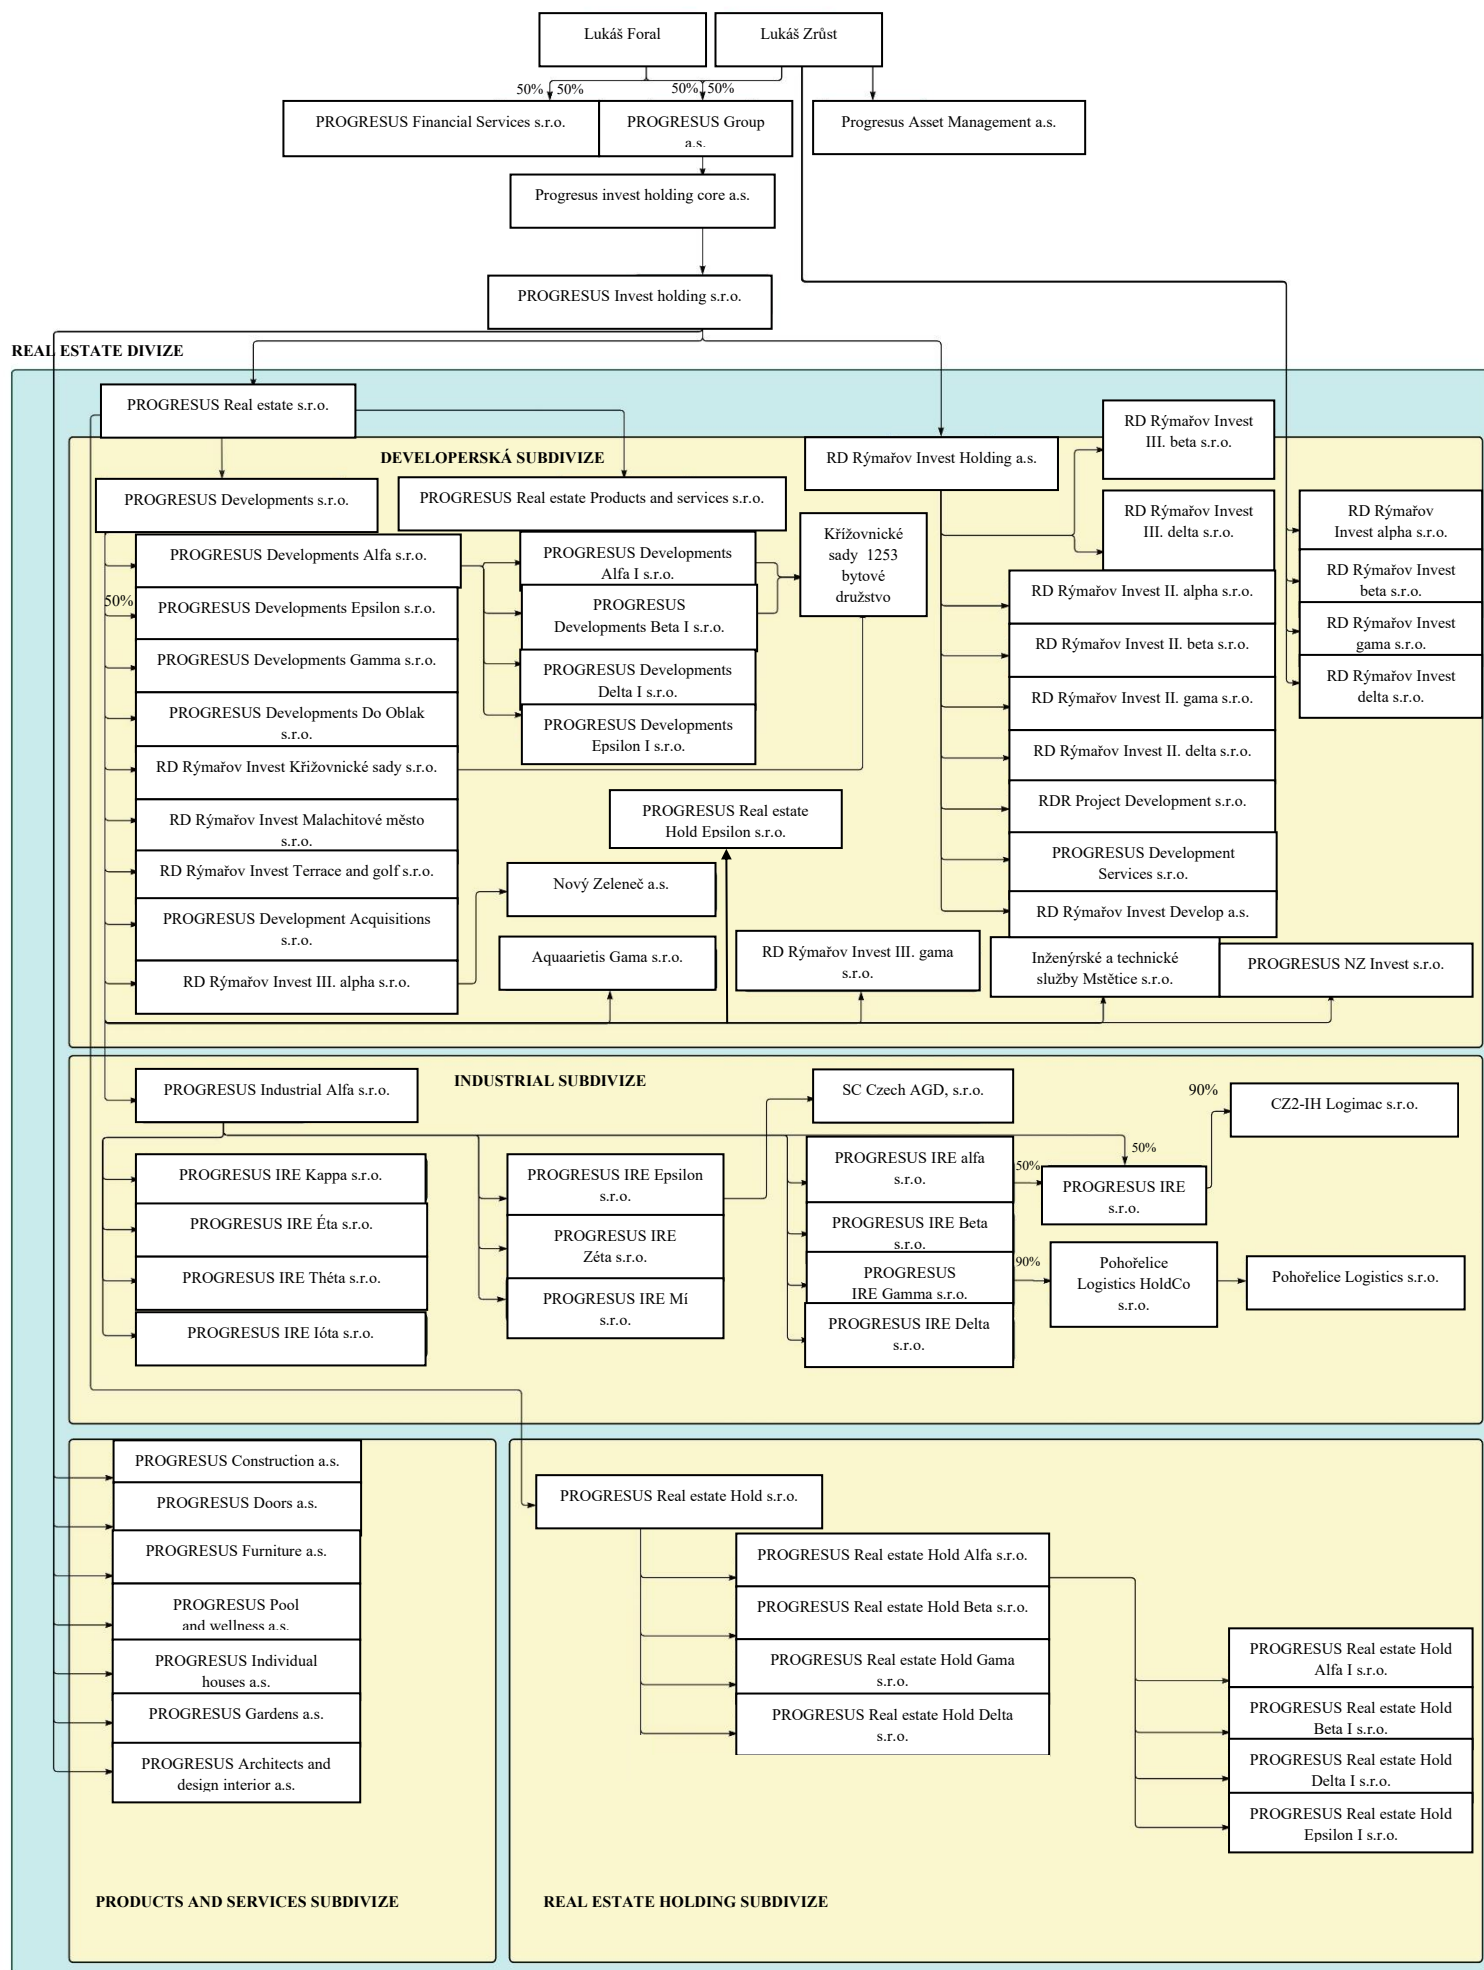 Lukáš Foral
Lukáš Zrůst
50%
50%
50%
50%
PROGRESUS Financial Services s.r.o.
PROGRESUS Group
a.s.
Progresus Asset Management a.s.
Progresus invest holding core a.s.
PROGRESUS Invest holding s.r.o.
REAL ESTATE DIVIZE
PROGRESUS Real estate s.r.o.
DEVELOPERSKÁ SUBDIVIZE
RD Rýmařov Invest Holding a.s.
RD Rýmařov Invest
III. beta s.r.o.
PROGRESUS Developments s.r.o.
PROGRESUS Real estate Products and services s.r.o.
RD Rýmařov Invest
III. delta s.r.o.
RD Rýmařov
Invest alpha s.r.o.
RD Rýmařov Invest
beta s.r.o.
RD Rýmařov Invest
gama s.r.o.
RD Rýmařov Invest
delta s.r.o.
PROGRESUS Developments Alfa s.r.o.
50%
PROGRESUS Developments Epsilon s.r.o.
PROGRESUS Developments Gamma s.r.o.
PROGRESUS Developments Do Oblak
s.r.o.
RD Rýmařov Invest Křižovnické sady s.r.o.
RD Rýmařov Invest Malachitové město
s.r.o.
RD Rýmařov Invest Terrace and golf s.r.o.
PROGRESUS Development Acquisitions
s.r.o.
RD Rýmařov Invest III. alpha s.r.o.
PROGRESUS Developments
Alfa I s.r.o.
PROGRESUS
Developments Beta I s.r.o.
PROGRESUS Developments
Delta I s.r.o.
PROGRESUS Developments
Epsilon I s.r.o.
Křížovnické
sady 1253
bytové
družstvo
RD Rýmařov Invest II. alpha s.r.o.
RD Rýmařov Invest II. beta s.r.o.
RD Rýmařov Invest II. gama s.r.o.
RD Rýmařov Invest II. delta s.r.o.
RDR Project Development s.r.o.
PROGRESUS Development
Services s.r.o.
RD Rýmařov Invest Develop a.s.
PROGRESUS Real estate
Hold Epsilon s.r.o.
Nový Zeleneč a.s.
Aquaarietis Gama s.r.o.
RD Rýmařov Invest III. gama
s.r.o.
Inženýrské a technické
služby Mstětice s.r.o.
PROGRESUS NZ Invest s.r.o.
INDUSTRIAL SUBDIVIZE
PROGRESUS Industrial Alfa s.r.o.
SC Czech AGD, s.r.o.
90%
CZ2-IH Logimac s.r.o.
PROGRESUS IRE Kappa s.r.o.
PROGRESUS IRE Éta s.r.o.
PROGRESUS IRE Théta s.r.o.
PROGRESUS IRE Ióta s.r.o.
PROGRESUS IRE Epsilon
s.r.o.
PROGRESUS IRE
Zéta s.r.o.
PROGRESUS IRE Mí
s.r.o.
PROGRESUS IRE alfa
s.r.o.
PROGRESUS IRE Beta
s.r.o.
PROGRESUS
IRE Gamma s.r.o.
PROGRESUS IRE Delta
s.r.o.
50%
50%
PROGRESUS IRE
s.r.o.
90%
Pohořelice
Logistics HoldCo
s.r.o.
Pohořelice Logistics s.r.o.
PROGRESUS Construction a.s.
PROGRESUS Doors a.s.
PROGRESUS Furniture a.s.
PROGRESUS Pool
and wellness a.s.
PROGRESUS Individual
houses a.s.
PROGRESUS Gardens a.s.
PROGRESUS Architects and
design interior a.s.
PRODUCTS AND SERVICES SUBDIVIZE
PROGRESUS Real estate Hold s.r.o.
PROGRESUS Real estate Hold Alfa s.r.o.
PROGRESUS Real estate Hold Beta s.r.o.
PROGRESUS Real estate Hold Gama
s.r.o.
PROGRESUS Real estate Hold Delta
s.r.o.
PROGRESUS Real estate Hold
Alfa I s.r.o.
PROGRESUS Real estate Hold
Beta I s.r.o.
PROGRESUS Real estate Hold
Delta I s.r.o.
PROGRESUS Real estate Hold
Epsilon I s.r.o.
REAL ESTATE HOLDING SUBDIVIZE